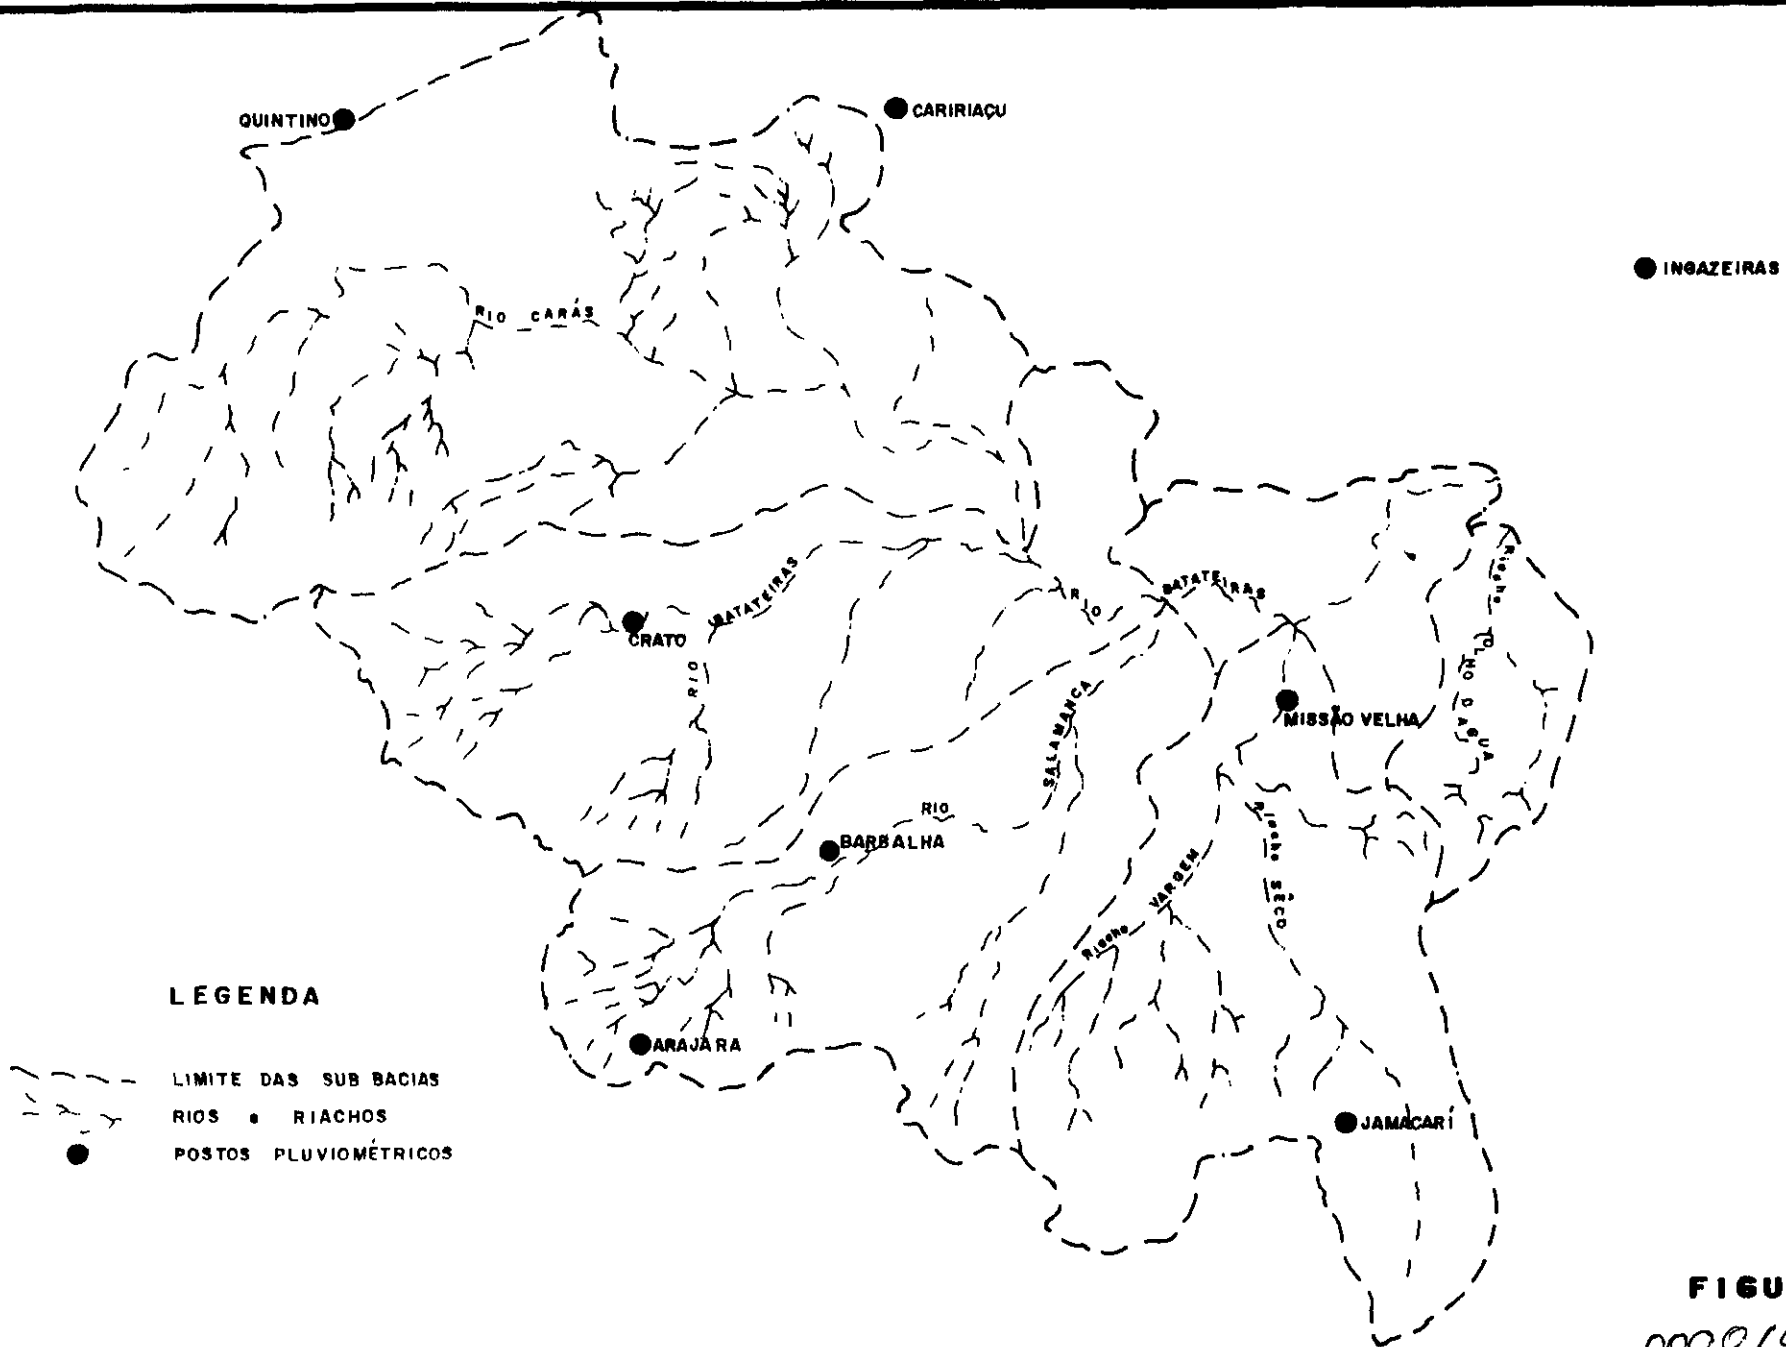 QUINTINO
CARIRIAÇU
INGAZEIRAS
RIO CARÁS
RIO BATATEIRAS
CRATO
RIO BATATEIRAS
Riacho OLHO D'AGUA
MISSÃO VELHA
RIO SALAMANCA
BARBALHA
Riacho VARGEM
Riacho SÊCO
ARAJARA
JAMACARÍ
LEGENDA
LIMITE DAS SUB BACIAS
RIOS e RIACHOS
POSTOS PLUVIOMÉTRICOS
FIGU